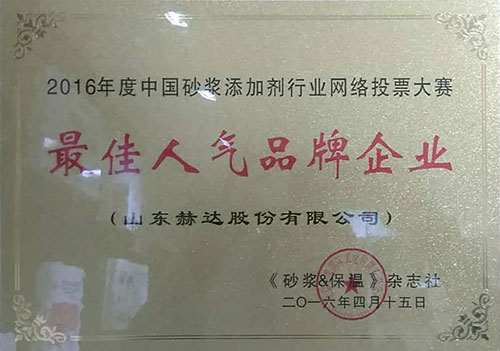 2016年度中国砂浆添加剂行业网络投票大赛
最佳人气品牌企业
(山东赫达股份有限公司)
《砂浆&保温》杂志社
二〇一六年四月十五日